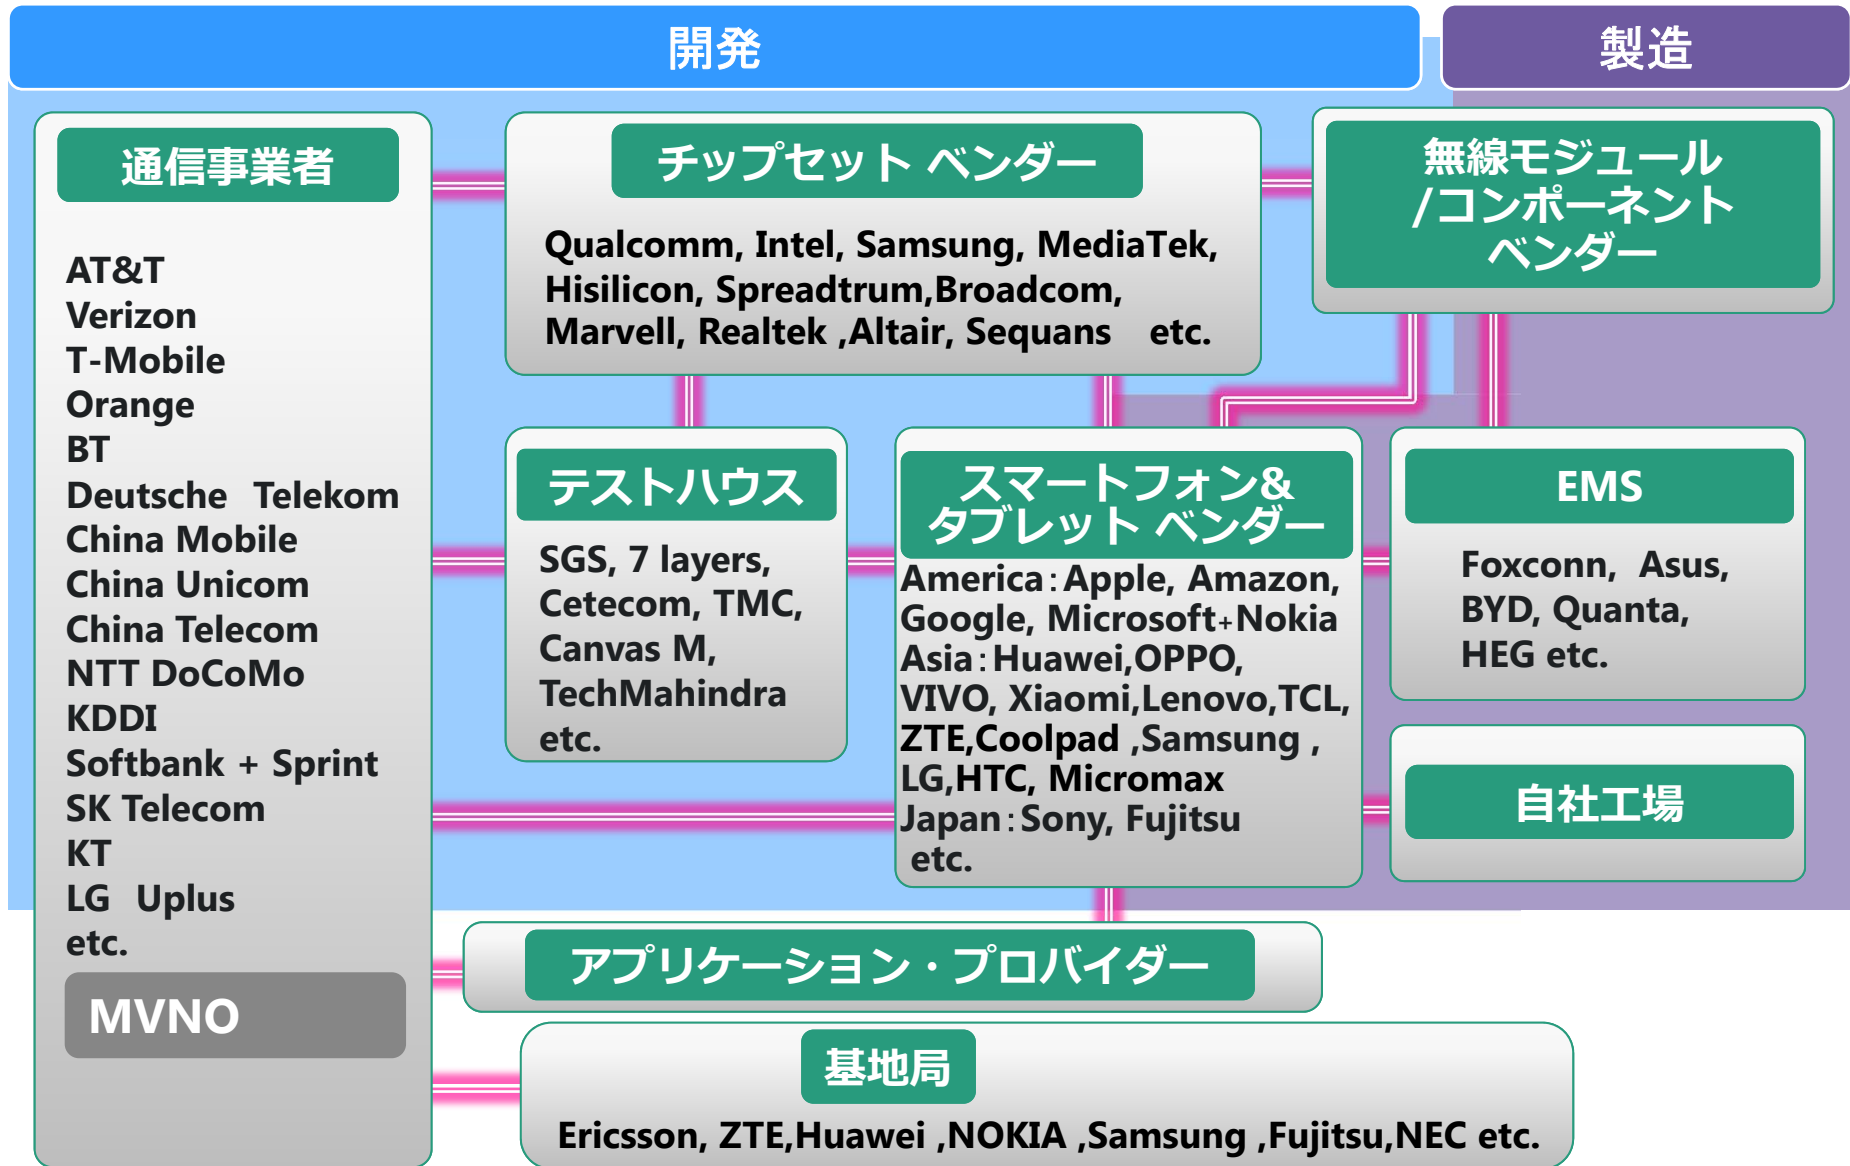 開発
製造
通信事業者
AT&T
Verizon
T-Mobile
Orange
BT
Deutsche Telekom
China Mobile
China Unicom
China Telecom
NTT DoCoMo
KDDI
Softbank + Sprint
SK Telecom
KT
LG Uplus
etc.
MVNO
チップセット ベンダー
Qualcomm, Intel, Samsung, MediaTek,
Hisilicon, Spreadtrum,Broadcom,
Marvell, Realtek ,Altair, Sequans etc.
無線モジュール
/コンポーネント
ベンダー
テストハウス
SGS, 7 layers,
Cetecom, TMC,
Canvas M,
TechMahindra
etc.
スマートフォン&
タブレット ベンダー
America：Apple, Amazon,
Google, Microsoft+Nokia
Asia：Huawei,OPPO,
VIVO, Xiaomi,Lenovo,TCL,
ZTE,Coolpad ,Samsung ,
LG,HTC, Micromax
Japan：Sony, Fujitsu
etc.
EMS
Foxconn, Asus,
BYD, Quanta,
HEG etc.
自社工場
アプリケーション・プロバイダー
基地局
Ericsson, ZTE,Huawei ,NOKIA ,Samsung ,Fujitsu,NEC etc.